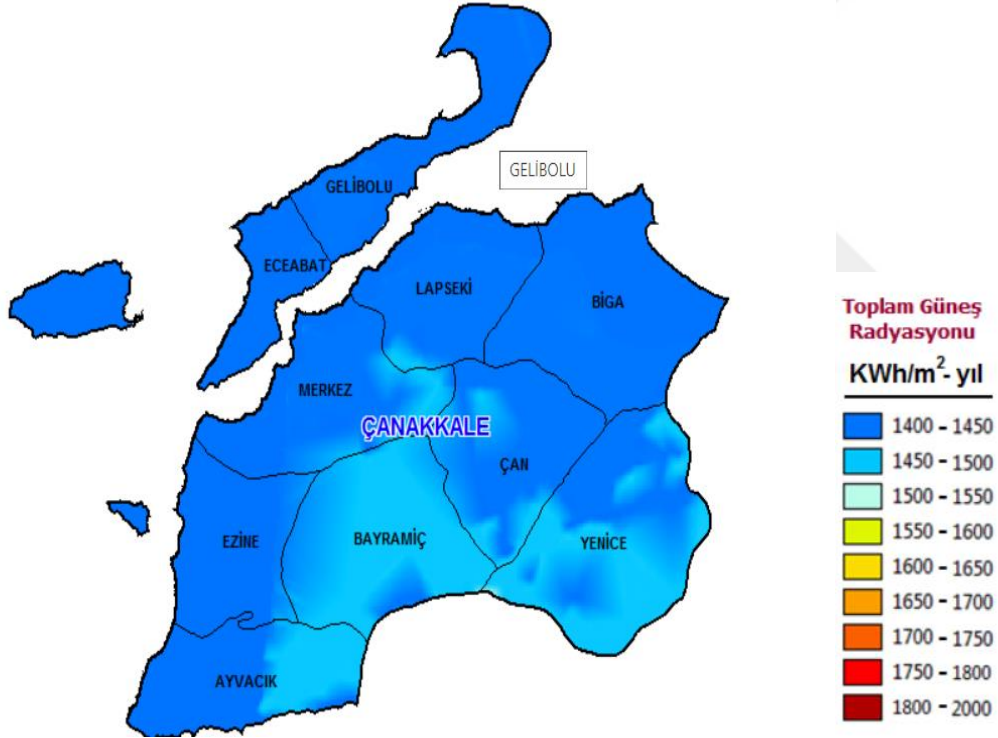 GELİBOLU
GELİBOLU
ECEABAT
LAPSEKİ
BİGA
MERKEZ
ÇANAKKALE
ÇAN
EZİNE
BAYRAMİÇ
YENİCE
AYVACIK
Toplam Güneş
Radyasyonu
KWh/m²- yıl
1400 - 1450
1450 - 1500
1500 - 1550
1550 - 1600
1600 - 1650
1650 - 1700
1700 - 1750
1750 - 1800
1800 - 2000